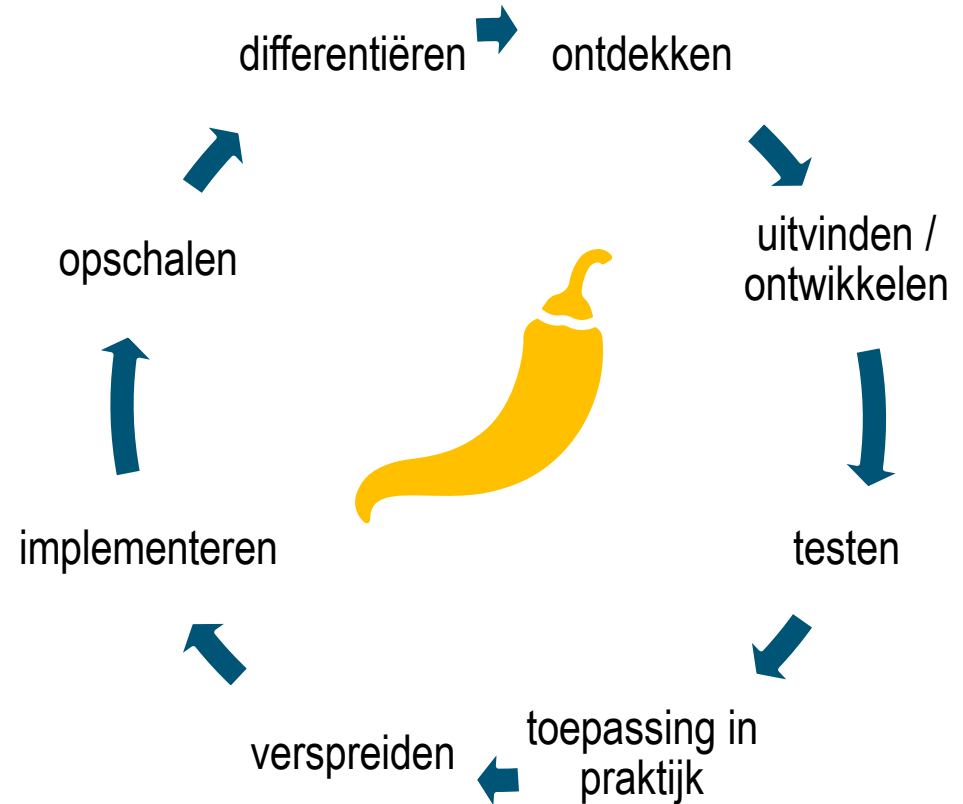 differentiëren
ontdekken
uitvinden /
ontwikkelen
testen
toepassing in
praktijk
verspreiden
implementeren
opschalen